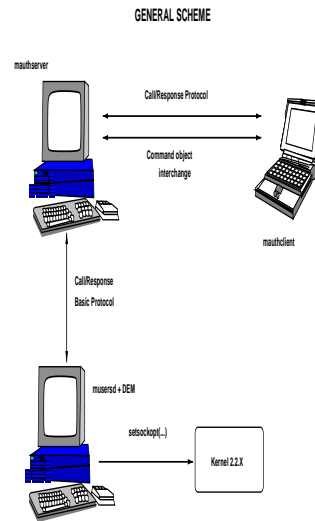 GENERAL SCHEME
mauthserver
Call/Response Protocol
Command object
interchange
mauthclient
Call/Response
Basic Protocol
musersd + DEM
setsockopt(...)
Kernel 2.2.X